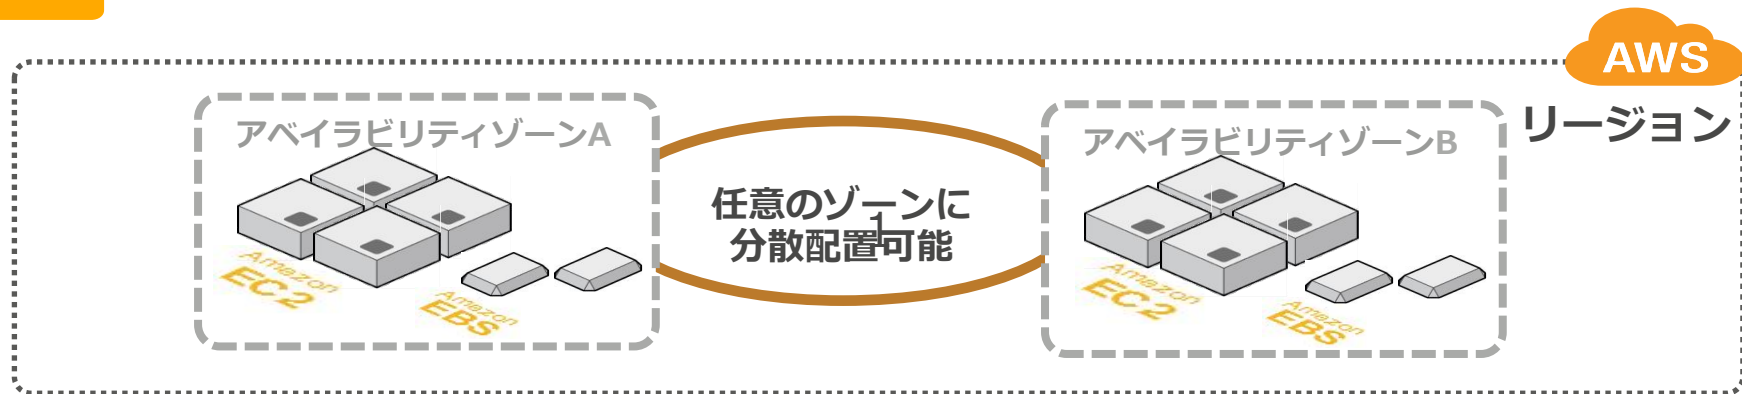 AWS
リージョン
アベイラビリティゾーンA
Amazon
EC2
Amazon
EBS
任意のゾーンに
分散配置可能
1
アベイラビリティゾーンB
Amazon
EC2
Amazon
EBS